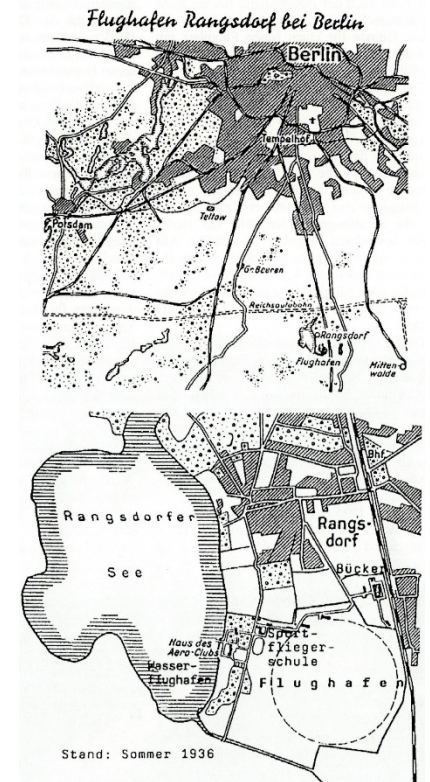 Flughafen Rangsdorf bei Berlin
Berlin
Tempelhof
Potsdam
Teltow
Gr. Beeren
Reichsautobahn
Rangsdorf
Flughafen
Mitten-
walde
Bhf.
Rangsdorfer
See
Rangs-
dorf
Bücker
Haus des
Aero-Clubs
Sport-
flieger-
schule
Wasser-
flughafen
Flughafen
Stand: Sommer 1936